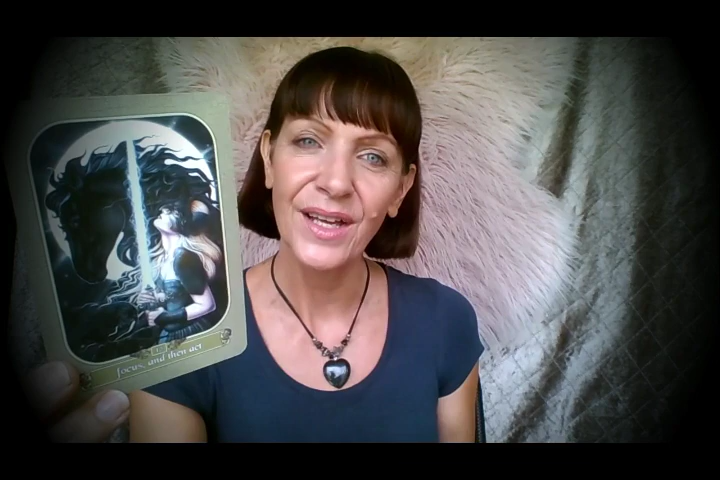 focus, and then act